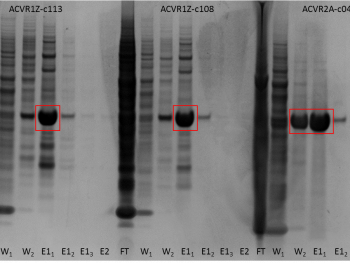 ACVR1Z-c113 ACVR1Z-c108 ACVR2A-c04
W₁ W₂ E1₁ E1₂ E1₃ E2 FT W₁ W₂ E1₁ E1₂ E1₃ E2 FT W₁ W₂ E1₁ E1₂